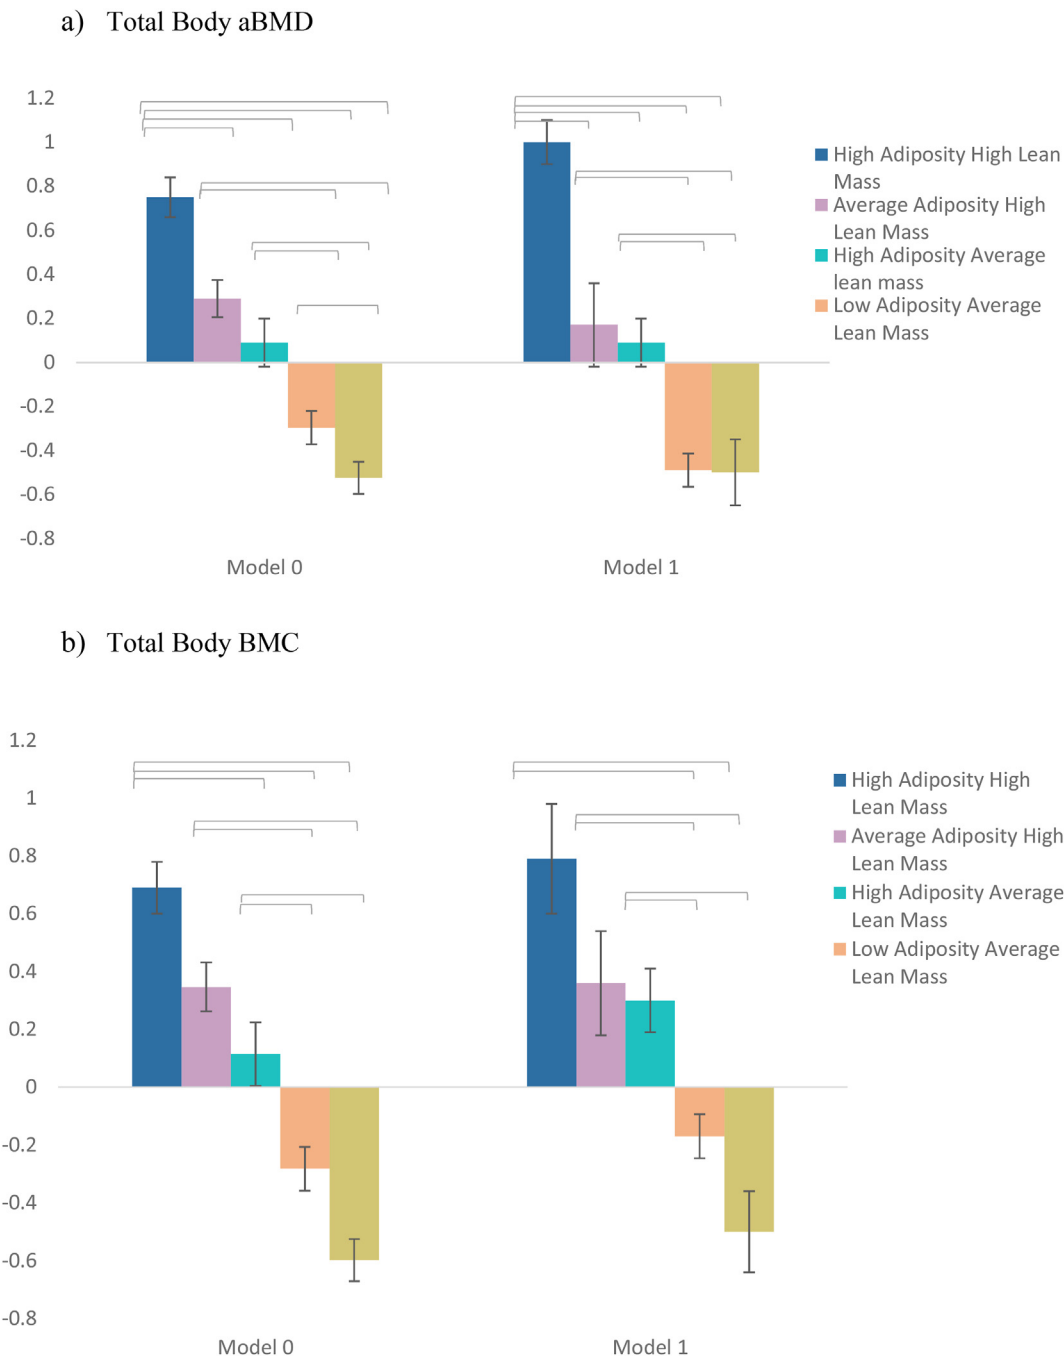 a) Total Body aBMD
1.2
1
0.8
0.6
0.4
0.2
0
-0.2
-0.4
-0.6
-0.8
Model 0
Model 1
High Adiposity High Lean
Mass
Average Adiposity High
Lean Mass
High Adiposity Average
lean mass
Low Adiposity Average
Lean Mass
b) Total Body BMC
1.2
1
0.8
0.6
0.4
0.2
0
-0.2
-0.4
-0.6
-0.8
Model 0
Model 1
High Adiposity High
Lean Mass
Average Adiposity High
Lean Mass
High Adiposity Average
Lean Mass
Low Adiposity Average
Lean Mass